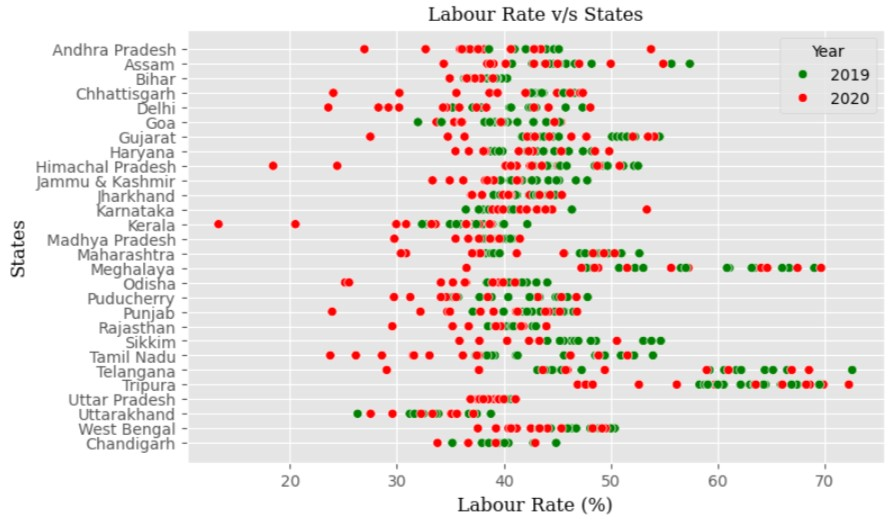 Labour Rate v/s States
Year
2019
2020
States
Andhra Pradesh
Assam
Bihar
Chhattisgarh
Delhi
Goa
Gujarat
Haryana
Himachal Pradesh
Jammu & Kashmir
Jharkhand
Karnataka
Kerala
Madhya Pradesh
Maharashtra
Meghalaya
Odisha
Puducherry
Punjab
Rajasthan
Sikkim
Tamil Nadu
Telangana
Tripura
Uttar Pradesh
Uttarakhand
West Bengal
Chandigarh
20 30 40 50 60 70
Labour Rate (%)